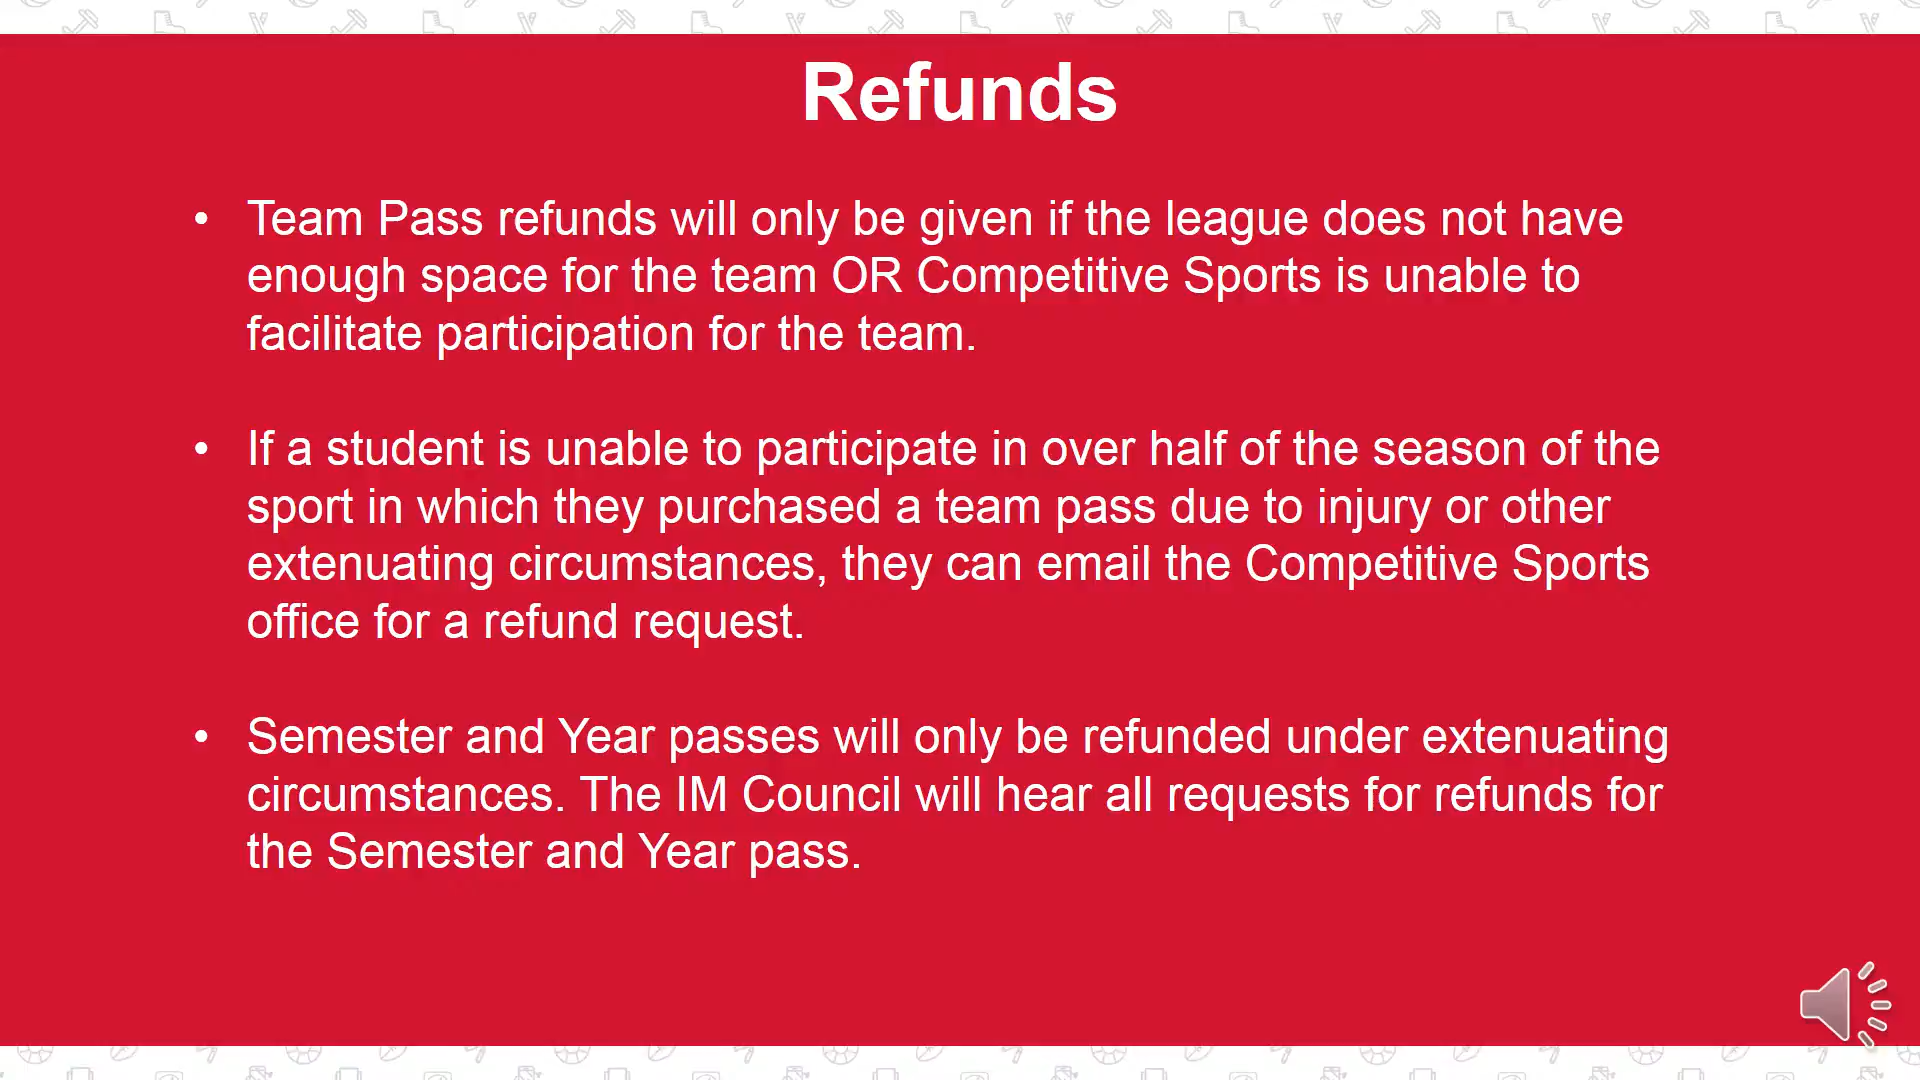 Refunds
• Team Pass refunds will only be given if the league does not have
enough space for the team OR Competitive Sports is unable to
facilitate participation for the team.
• If a student is unable to participate in over half of the season of the
sport in which they purchased a team pass due to injury or other
extenuating circumstances, they can email the Competitive Sports
office for a refund request.
• Semester and Year passes will only be refunded under extenuating
circumstances. The IM Council will hear all requests for refunds for
the Semester and Year pass.